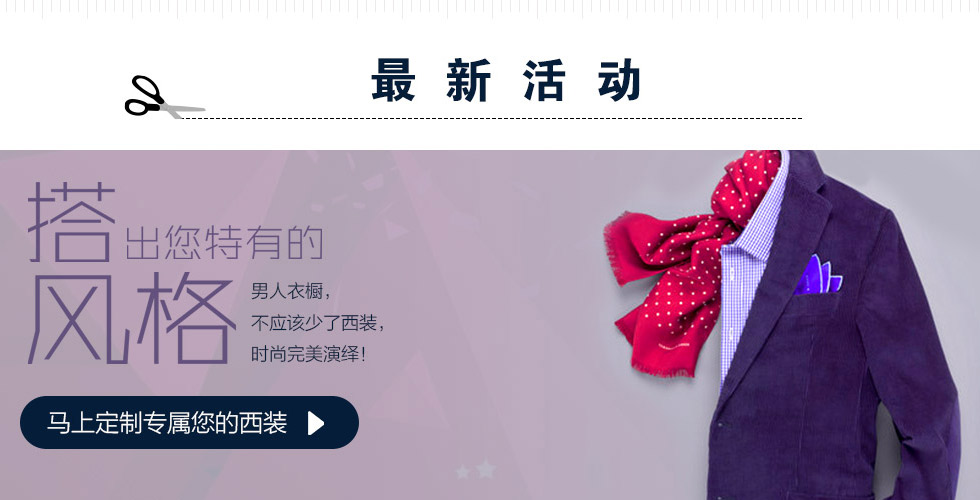 最新活动
搭出您特有的
风格
男人衣橱，
不应该少了西装，
时尚完美演绎！
马上定制专属您的西装